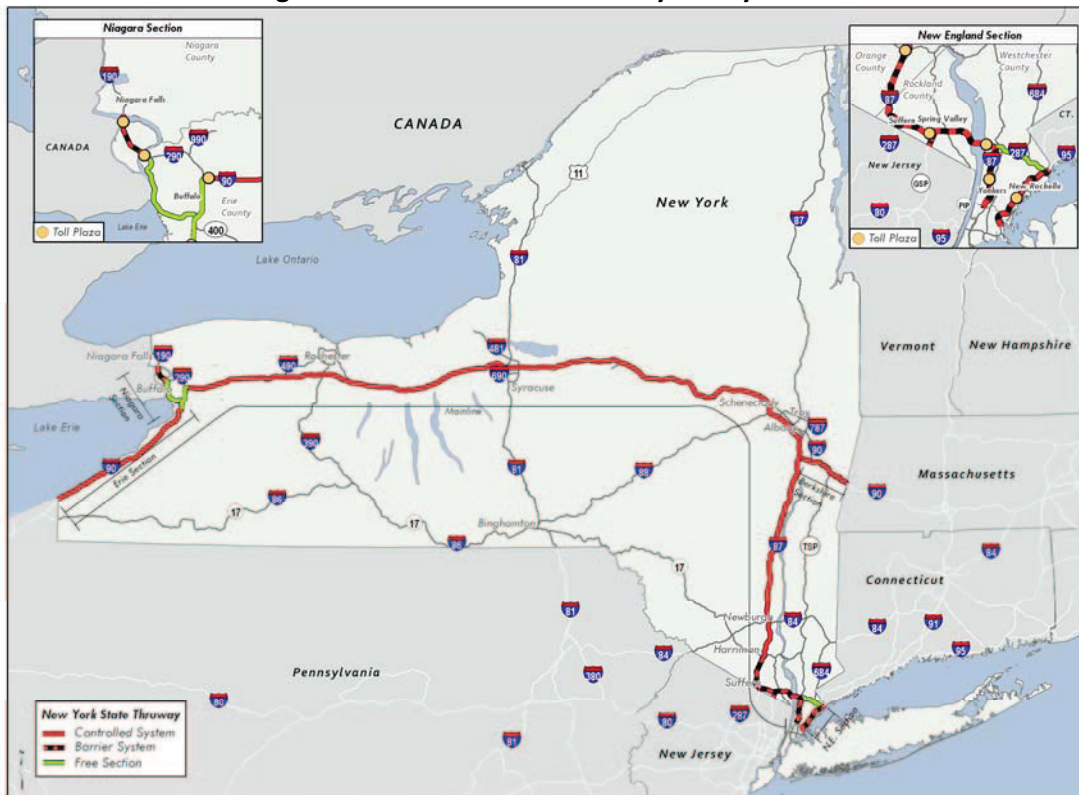 Niagara Section
Niagara
County
190
Niagara Falls
CANADA
290
990
Buffalo
90
Erie
County
Lake Erie
400
Toll Plaza
New England Section
Orange
County
Westchester
County
Rockland
County
87
684
Suffern
Spring Valley
CT.
287
87
287
95
New Jersey
Yonkers
New Rochelle
GSP
80
PIP
95
Toll Plaza
CANADA
11
New York
87
81
Lake Ontario
Vermont
New Hampshire
Niagara Falls
190
290
Buffalo
Niagara
Section
490
Rochester
481
690
Syracuse
Mainline
Schenectady
Troy
787
Albany
90
Lake Erie
90
Erie Section
390
81
88
Berkshire
Section
90
Massachusetts
17
86
17
Binghamton
86
17
87
TSP
84
Connecticut
Newburgh
84
84
91
95
Harriman
84
684
Suffern
81
380
Pennsylvania
80
80
287
N.E. Section
81
New Jersey
New York State Thruway
Controlled System
Barrier System
Free Section